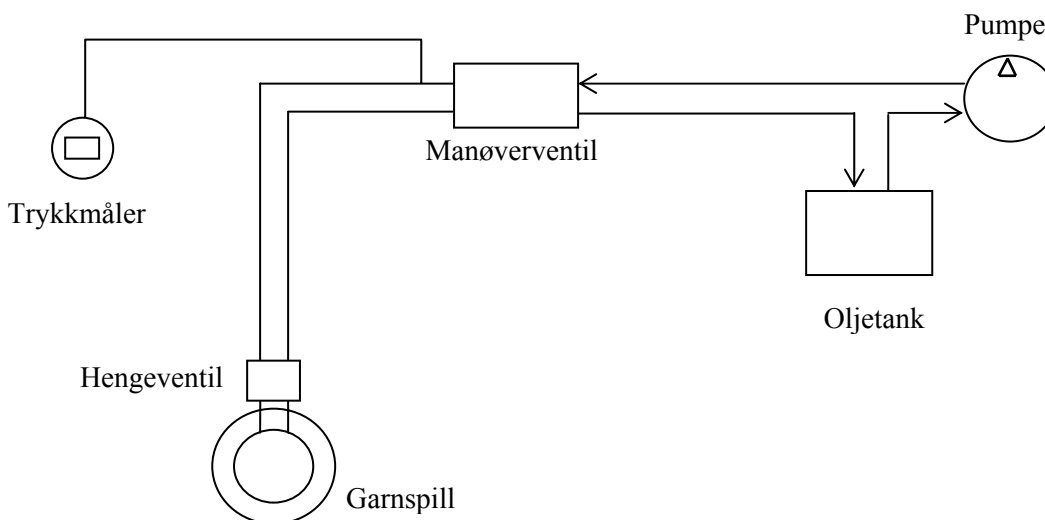 Pumpe
Manøverventil
Trykkmåler
Oljetank
Hengeventil
Garnspill